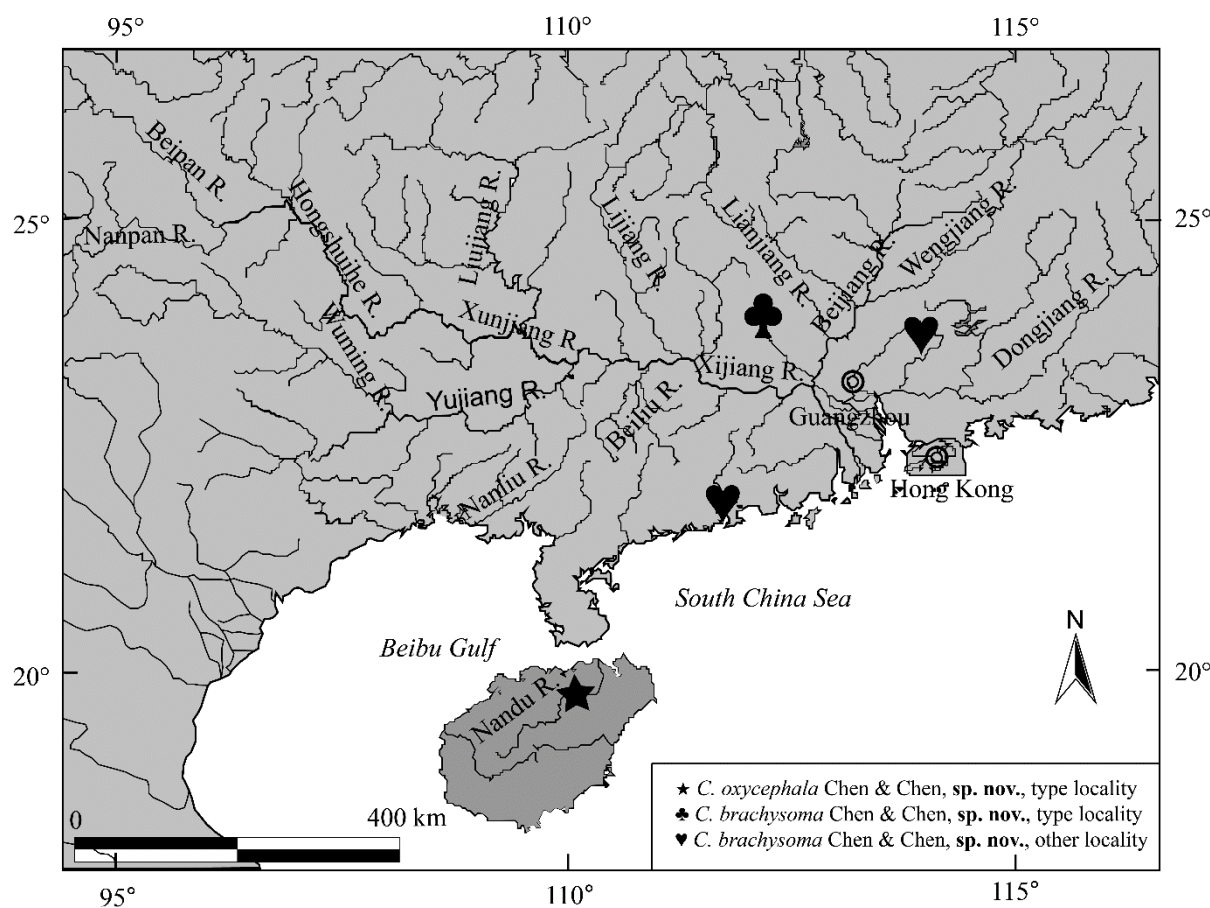 95°
110°
115°
Beipan R.
25°
Nanpan R.
Hongshuihe R.
Liujiang R.
Lijiang R.
Lianjiang R.
Beijiang R.
Wengjiang R.
25°
Dongjiang R.
Wuming R.
Xunjiang R
Xijiang R.
Yujiang R.
Beiliu R.
Guangzhou
Nanliu R.
Hong Kong
South China Sea
Beibu Gulf
N
20°
20°
Nandu R.
C. oxycephala Chen & Chen, sp. nov., type locality
C. brachysoma Chen & Chen, sp. nov., type locality
C. brachysoma Chen & Chen, sp. nov., other locality
0
400 km
95°
110°
115°